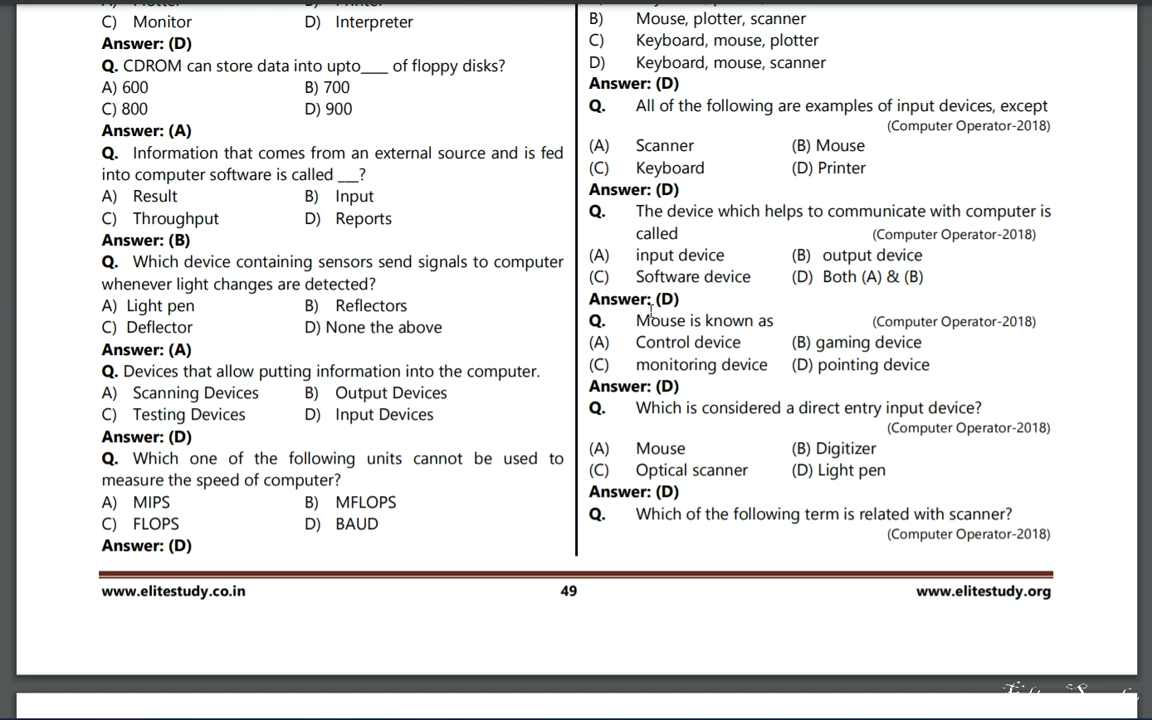 C) Monitor D) Interpreter
Answer: (D)
Q. CDROM can store data into upto___ of floppy disks?
A) 600 B) 700
C) 800 D) 900
Answer: (A)
Q. Information that comes from an external source and is fed
into computer software is called ___?
A) Result B) Input
C) Throughput D) Reports
Answer: (B)
Q. Which device containing sensors send signals to computer
whenever light changes are detected?
A) Light pen B) Reflectors
C) Deflector D) None the above
Answer: (A)
Q. Devices that allow putting information into the computer.
A) Scanning Devices B) Output Devices
C) Testing Devices D) Input Devices
Answer: (D)
Q. Which one of the following units cannot be used to
measure the speed of computer?
A) MIPS B) MFLOPS
C) FLOPS D) BAUD
Answer: (D)
B) Mouse, plotter, scanner
C) Keyboard, mouse, plotter
D) Keyboard, mouse, scanner
Answer: (D)
Q. All of the following are examples of input devices, except
(Computer Operator-2018)
(A) Scanner (B) Mouse
(C) Keyboard (D) Printer
Answer: (D)
Q. The device which helps to communicate with computer is
called (Computer Operator-2018)
(A) input device (B) output device
(C) Software device (D) Both (A) & (B)
Answer: (D)
Q. Mouse is known as (Computer Operator-2018)
(A) Control device (B) gaming device
(C) monitoring device (D) pointing device
Answer: (D)
Q. Which is considered a direct entry input device?
(Computer Operator-2018)
(A) Mouse (B) Digitizer
(C) Optical scanner (D) Light pen
Answer: (D)
Q. Which of the following term is related with scanner?
(Computer Operator-2018)
www.elitestudy.co.in 49 www.elitestudy.org